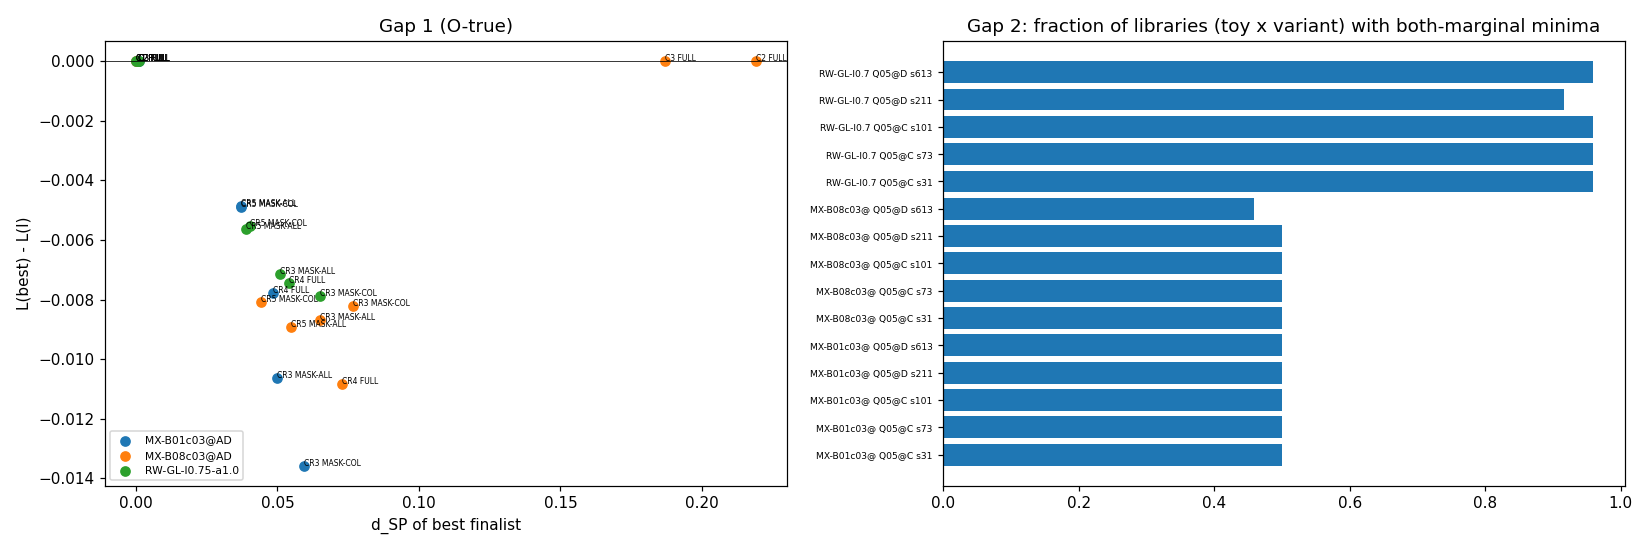 Gap 1 (O-true)
0.000
−0.002
−0.004
−0.006
−0.008
−0.010
−0.012
−0.014
L(best) - L(I)
C3 FULL
C2 FULL
CR5 MASK-COL
CR5 MASK-COL
CR5 MASK-ALL
CR3 MASK-ALL
CR4 FULL
CR4 FULL
CR3 MASK-COL
CR5 MASK-COL
CR3 MASK-COL
CR3 MASK-ALL
CR5 MASK-ALL
CR3 MASK-ALL
CR4 FULL
CR3 MASK-COL
MX-B01c03@AD
MX-B08c03@AD
RW-GL-I0.75-a1.0
0.00 0.05 0.10 0.15 0.20
d_SP of best finalist
Gap 2: fraction of libraries (toy x variant) with both-marginal minima
RW-GL-I0.7 Q05@D s613
RW-GL-I0.7 Q05@D s211
RW-GL-I0.7 Q05@C s101
RW-GL-I0.7 Q05@C s73
RW-GL-I0.7 Q05@C s31
MX-B08c03@ Q05@D s613
MX-B08c03@ Q05@D s211
MX-B08c03@ Q05@C s101
MX-B08c03@ Q05@C s73
MX-B08c03@ Q05@C s31
MX-B01c03@ Q05@D s613
MX-B01c03@ Q05@D s211
MX-B01c03@ Q05@C s101
MX-B01c03@ Q05@C s73
MX-B01c03@ Q05@C s31
0.0 0.2 0.4 0.6 0.8 1.0